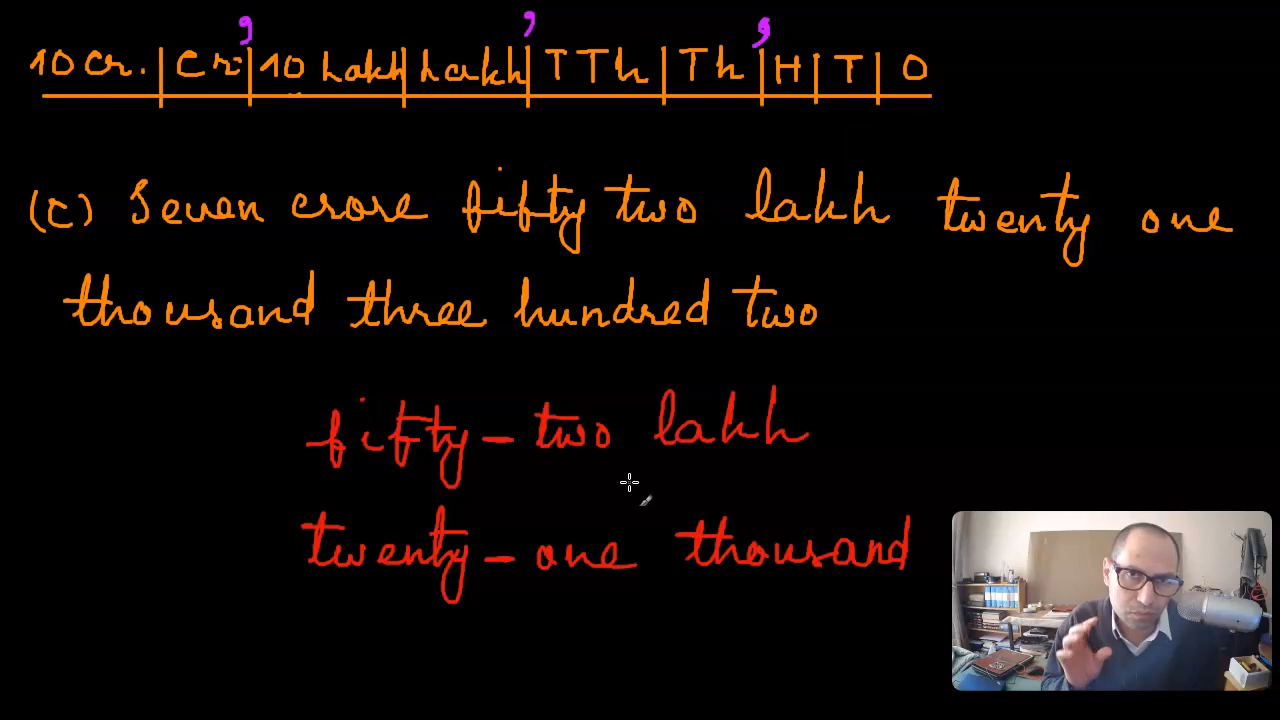 10 Cr. | Cr. , | 10 Lakh | Lakh , | T Th | Th , | H | T | O
(C) Seven crore fifty two lakh twenty one
thousand three hundred two
fifty-two lakh
twenty-one thousand